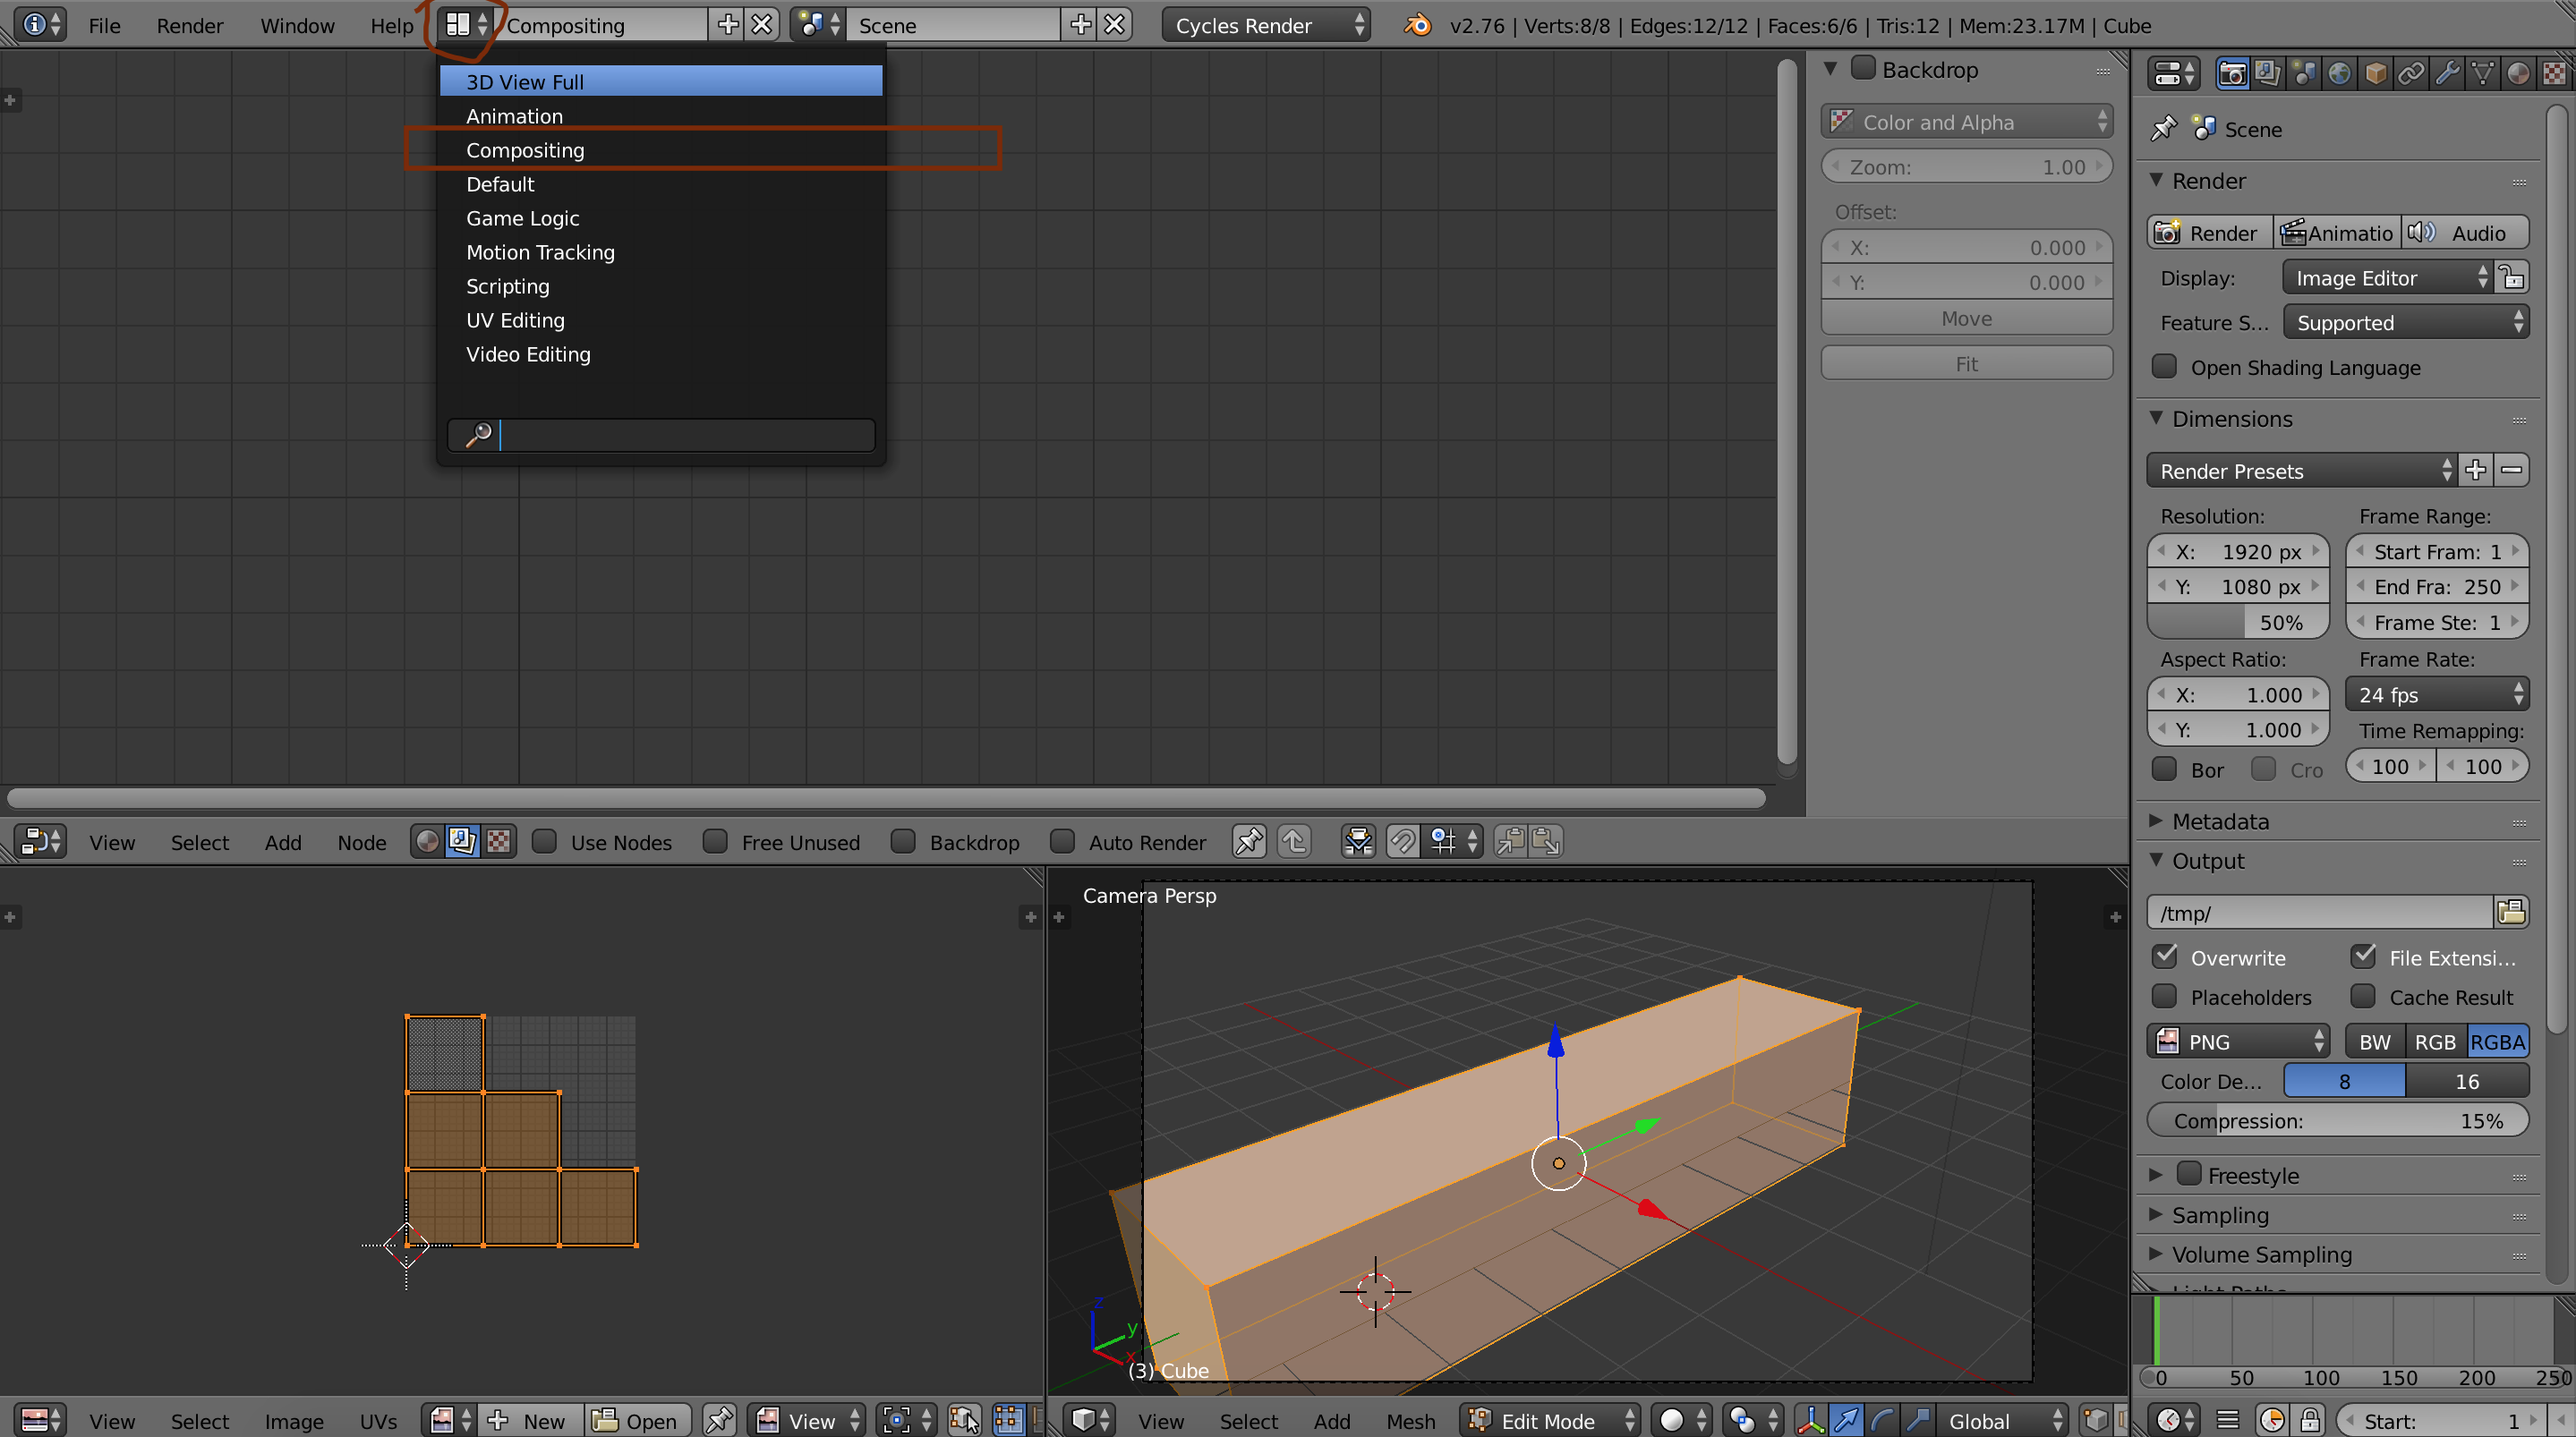 File Render Window Help Compositing Scene Cycles Render v2.76 | Verts:8/8 | Edges:12/12 | Faces:6/6 | Tris:12 | Mem:23.17M | Cube
3D View Full
Animation
Compositing
Default
Game Logic
Motion Tracking
Scripting
UV Editing
Video Editing
Backdrop
Color and Alpha
Zoom: 1.00
Offset:
X: 0.000
Y: 0.000
Move
Fit
Scene
Render
Render Animatio Audio
Display: Image Editor
Feature S... Supported
Open Shading Language
Dimensions
Render Presets
Resolution: Frame Range:
X: 1920 px Start Fram: 1
Y: 1080 px End Fra: 250
50% Frame Ste: 1
Aspect Ratio: Frame Rate:
X: 1.000 24 fps
Y: 1.000 Time Remapping:
Bor Cro 100 100
Metadata
Output
/tmp/
Overwrite File Extensi...
Placeholders Cache Result
PNG BW RGB RGBA
Color De... 8 16
Compression: 15%
Freestyle
Sampling
Volume Sampling
View Select Add Node Use Nodes Free Unused Backdrop Auto Render
Camera Persp
z
y
x
(3) Cube
0 50 100 150 200 250
View Select Image UVs New Open View
View Select Add Mesh Edit Mode Global
Start: 1